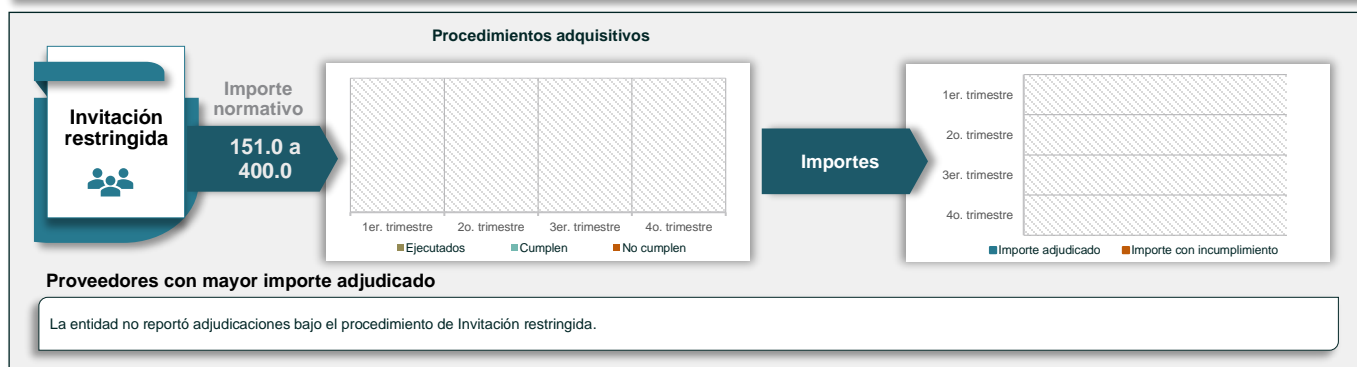 Procedimientos adquisitivos
Invitación
restringida
Importe
normativo
151.0 a
400.0
1er. trimestre 2o. trimestre 3er. trimestre 4o. trimestre
Ejecutados Cumplen No cumplen
Importes
1er. trimestre
2o. trimestre
3er. trimestre
4o. trimestre
Importe adjudicado Importe con incumplimiento
Proveedores con mayor importe adjudicado
La entidad no reportó adjudicaciones bajo el procedimiento de Invitación restringida.